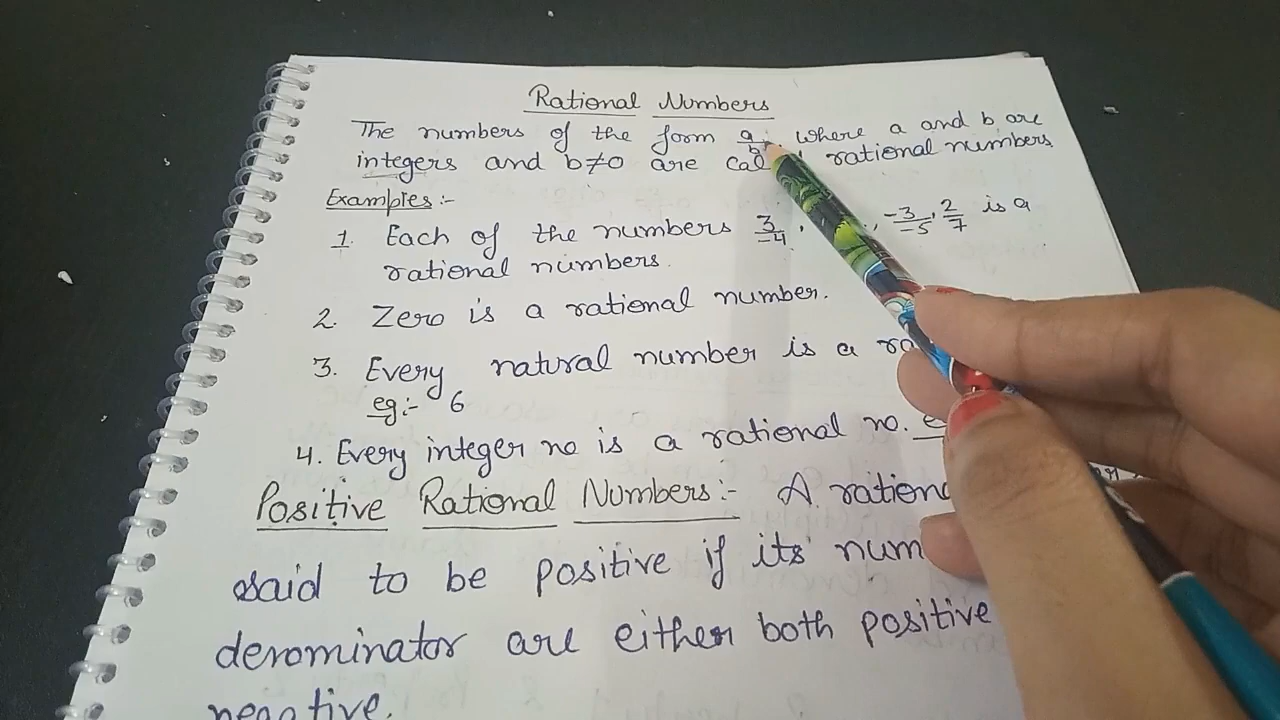 Rational Numbers
The numbers of the form a/b, where a and b are
integers and b≠0 are rational numbers
Examples :-
1. Each of the numbers 3/-4, , -3/-5, 2/7 is a
rational numbers.
2. Zero is a rational number.
3. Every natural number is a
eg:- 6
4. Every integer no is a rational no.
Positive Rational Numbers:- A
said to be positive if its
denominator are either both positive
negative.